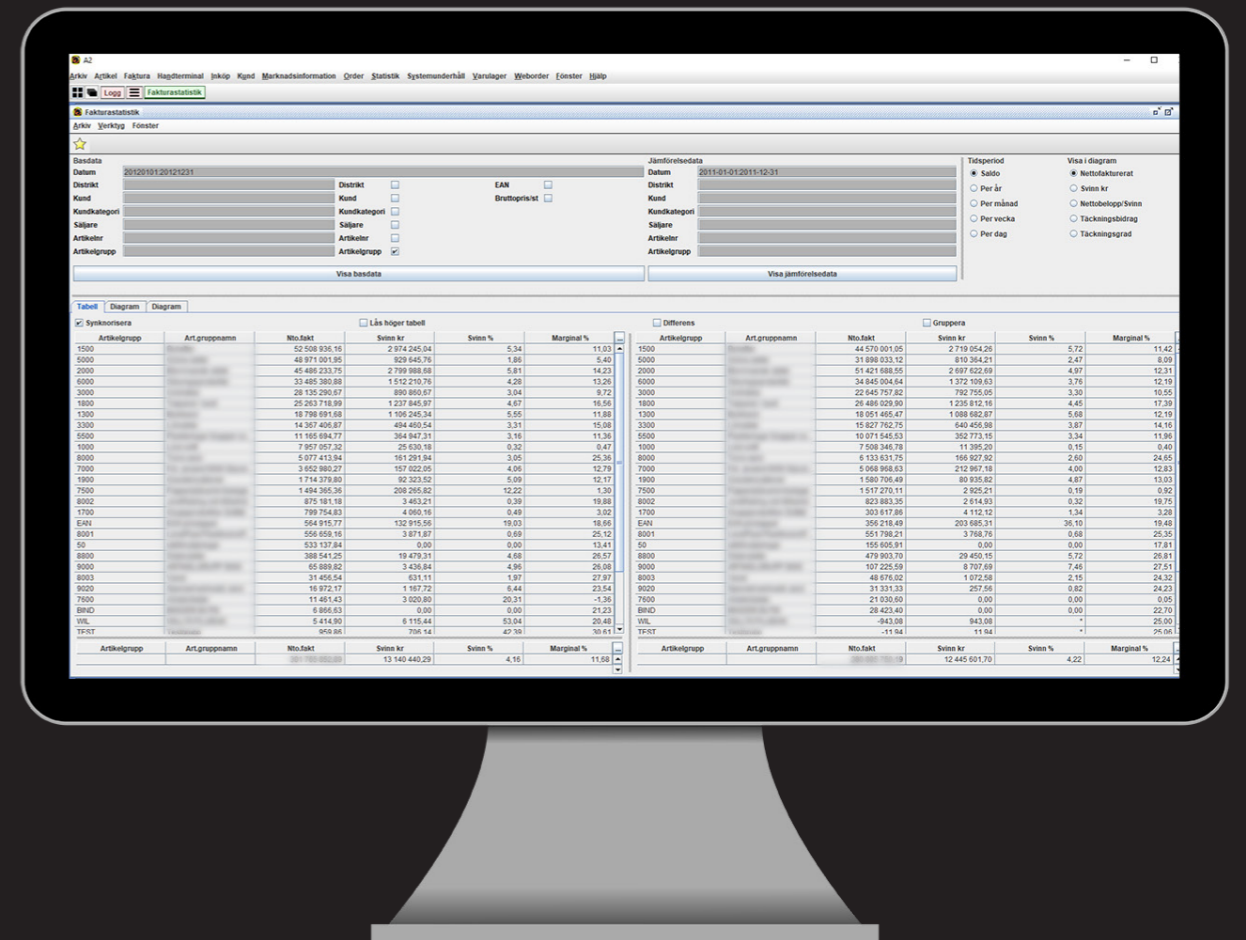 A2
Arkiv Artikel Faktura Handterminal Inköp Kund Marknadsinformation Order Statistik Systemunderhåll Varulager Weborder Fönster Hjälp
Logg Fakturastatistik
Fakturastatistik
Arkiv Verktyg Fönster
Basdata Jämförelsedata Tidsperiod Visa i diagram
Datum 20120101:20121231 Datum 2011-01-01:2011-12-31 Saldo Nettofakturerat
Distrikt Distrikt EAN Distrikt Per år Svinn kr
Kund Kund Bruttopris/st Kund Per månad Nettobelopp/Svinn
Kundkategori Kundkategori Kundkategori
Säljare Säljare Säljare Per vecka Täckningsbidrag
Artikelnr Artikelnr Artikelnr Per dag Täckningsgrad
Artikelgrupp Artikelgrupp Artikelgrupp
Visa basdata Visa jämförelsedata
Tabell Diagram Diagram
Synknorisera Lås höger tabell Differens Gruppera
Artikelgrupp Art.gruppnamn Nto.fakt Svinn kr Svinn % Marginal % Artikelgrupp Art.gruppnamn Nto.fakt Svinn kr Svinn % Marginal %
1500 52 508 936,16 2 974 245,04 5,34 11,03 1500 44 570 001,05 2 719 054,26 5,72 11,42
5000 48 971 001,95 929 645,76 1,86 5,40 5000 31 898 033,12 810 364,21 2,47 8,09
2000 45 486 233,75 2 799 988,68 5,81 14,23 2000 51 421 688,55 2 697 622,69 4,97 12,31
6000 33 485 380,88 1 512 210,76 4,28 13,26 6000 34 845 004,64 1 372 109,63 3,76 12,19
3000 28 135 290,67 890 860,67 3,04 9,72 3000 22 645 757,82 792 755,05 3,30 10,55
1800 25 263 718,99 1 237 845,97 4,67 16,56 1800 26 486 029,90 1 235 812,16 4,45 17,39
1300 18 798 691,68 1 106 245,34 5,55 11,88 1300 18 051 465,47 1 088 682,87 5,68 12,19
3300 14 367 406,87 494 460,54 3,31 15,08 3300 15 827 762,75 640 456,98 3,87 14,16
5500 11 165 694,77 364 947,31 3,16 11,36 5500 10 071 545,53 352 773,15 3,34 11,96
1000 7 957 057,32 25 630,18 0,32 0,47 1000 7 508 346,78 11 395,20 0,15 0,40
8000 5 077 413,94 161 291,94 3,05 25,36 8000 6 133 631,75 166 927,92 2,60 24,65
7000 3 652 980,27 157 022,05 4,06 12,79 7000 5 068 968,63 212 967,18 4,00 12,83
1900 1 714 379,80 92 323,52 5,09 12,17 1900 1 580 706,49 80 935,82 4,87 13,03
7500 1 494 365,36 208 265,82 12,22 1,30 7500 1 517 270,11 2 925,21 0,19 0,92
8002 875 181,18 3 463,21 0,39 19,88 8002 823 883,35 2 614,93 0,32 19,75
1700 799 754,83 4 060,16 0,49 3,02 1700 303 617,86 4 112,12 1,34 3,28
EAN 564 915,77 132 915,56 19,03 18,66 EAN 356 218,49 203 685,31 36,10 19,48
8001 556 659,16 3 871,87 0,69 25,12 8001 551 798,21 3 768,76 0,68 25,35
50 533 137,84 0,00 0,00 13,41 50 155 605,91 0,00 0,00 17,81
8800 388 541,25 19 479,31 4,68 26,57 8800 479 903,70 29 450,15 5,72 26,81
9000 65 889,82 3 436,84 4,96 26,08 9000 107 225,59 8 707,69 7,46 27,51
8003 31 456,54 631,11 1,97 27,97 8003 48 676,02 1 072,58 2,15 24,32
9020 16 972,17 1 167,72 6,44 23,54 9020 31 331,33 257,56 0,82 24,23
7600 11 461,43 3 020,80 20,31 -1,36 7600 21 030,60 0,00 0,00 0,05
BIND 6 866,63 0,00 0,00 21,23 BIND 28 423,40 0,00 0,00 22,70
WIL 5 414,90 6 115,44 53,04 20,48 WIL -943,08 943,08 * 25,00
TEST 959,86 706,14 42,39 30,61 TEST -11,94 11,94 * 25,06
Artikelgrupp Art.gruppnamn Nto.fakt Svinn kr Svinn % Marginal % Artikelgrupp Art.gruppnamn Nto.fakt Svinn kr Svinn % Marginal %
13 140 440,29 4,16 11,68 12 445 601,70 4,22 12,24